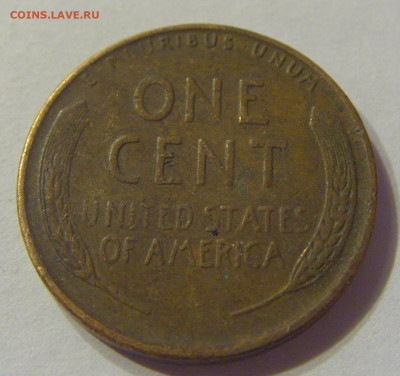 COINS.LAVE.RU
E PLURIBUS UNUM
ONE
CENT
UNITED STATES
OF AMERICA